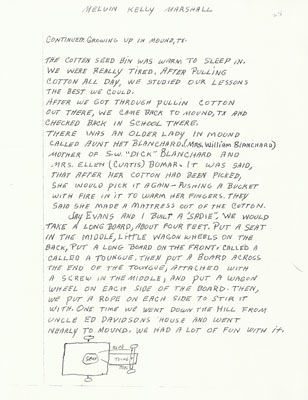 MELVIN KELLY MARSHALL
CONTINUED: GROWING UP IN MOUND, TX.
THE COTTON SEED BIN WAS WARM TO SLEEP IN.
WE WERE REALLY TIRED. AFTER PULLING
COTTON ALL DAY, WE STUDIED OUR LESSONS
THE BEST WE COULD.
AFTER WE GOT THROUGH PULLIN COTTON
OUT THERE, WE CAME BACK TO MOUND, TX AND
CHECKED BACK IN SCHOOL THERE.
THERE WAS AN OLDER LADY IN MOUND
CALLED AUNT HET BLANCHARD. (MRS. WILLIAM BLANCHARD)
MOTHER OF S.W. "DICK" BLANCHARD AND
MRS. ELLEN (CURTIS) BOMAR. IT WAS SAID,
THAT AFTER HER COTTON HAD BEEN PICKED,
SHE WOULD PICK IT AGAIN - PUSHING A BUCKET
WITH FIRE IN IT TO WARM HER FINGERS. THEY
SAID SHE MADE A MATTRESS OUT OF THE COTTON.
JAY EVANS AND I BUILT A "SADIE". WE WOULD
TAKE A LONG BOARD, ABOUT FOUR FEET. PUT A SEAT
IN THE MIDDLE, LITTLE WAGON WHEELS ON THE
BACK, PUT A LONG BOARD ON THE FRONT. CALLED A
CALLED A TOUNGUE. THEN PUT A BOARD ACROSS
THE END OF THE TOUNGUE, ATTACHED WITH
A SCREW IN THE MIDDLE, AND PUT A WAGON
WHEEL ON EACH SIDE OF THE BOARD. THEN,
WE PUT A ROPE ON EACH SIDE TO STIR IT
WITH. ONE TIME WE WENT DOWN THE HILL FROM
UNCLE ED DAVIDSONS HOUSE AND WENT
NEARLY TO MOUND. WE HAD A LOT OF FUN WITH IT.
SEAT